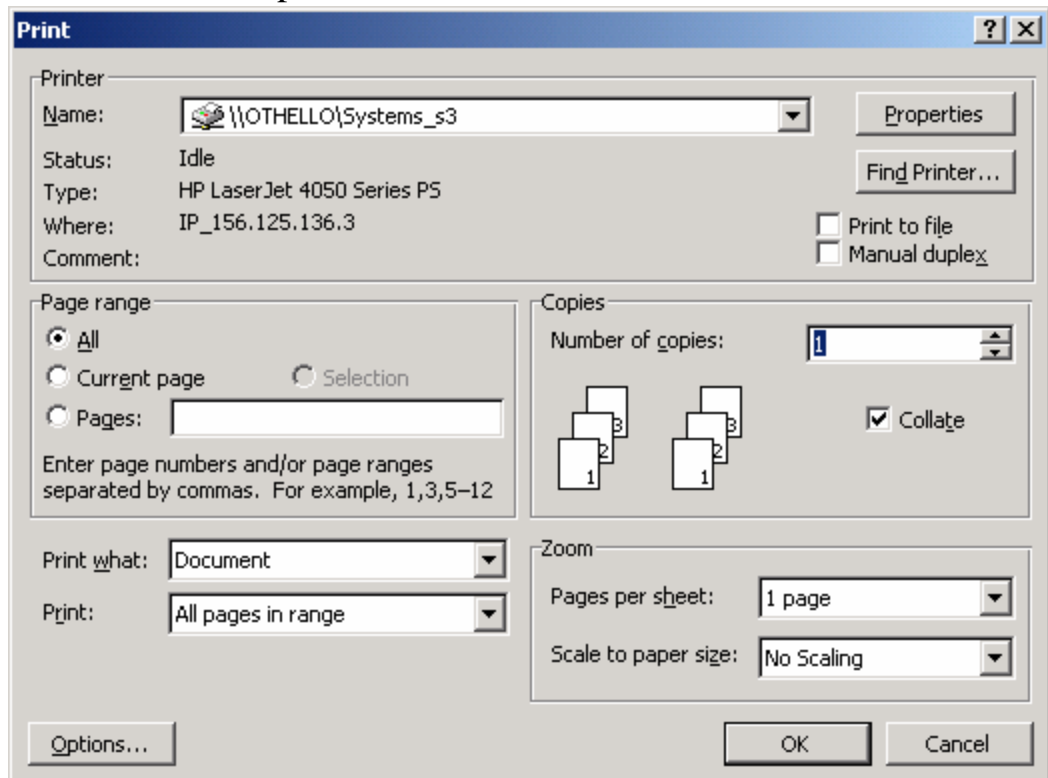 Print
Printer
Name: \\OTHELLO\Systems_s3 Properties
Status: Idle Find Printer...
Type: HP LaserJet 4050 Series PS
Where: IP_156.125.136.3 Print to file
Comment: Manual duplex
Page range Copies
All Number of copies: 1
Current page Selection
Pages: Collate
Enter page numbers and/or page ranges
separated by commas. For example, 1,3,5–12
3 3
2 2
1 1
Print what: Document Zoom
Pages per sheet: 1 page
Print: All pages in range
Scale to paper size: No Scaling
Options... OK Cancel